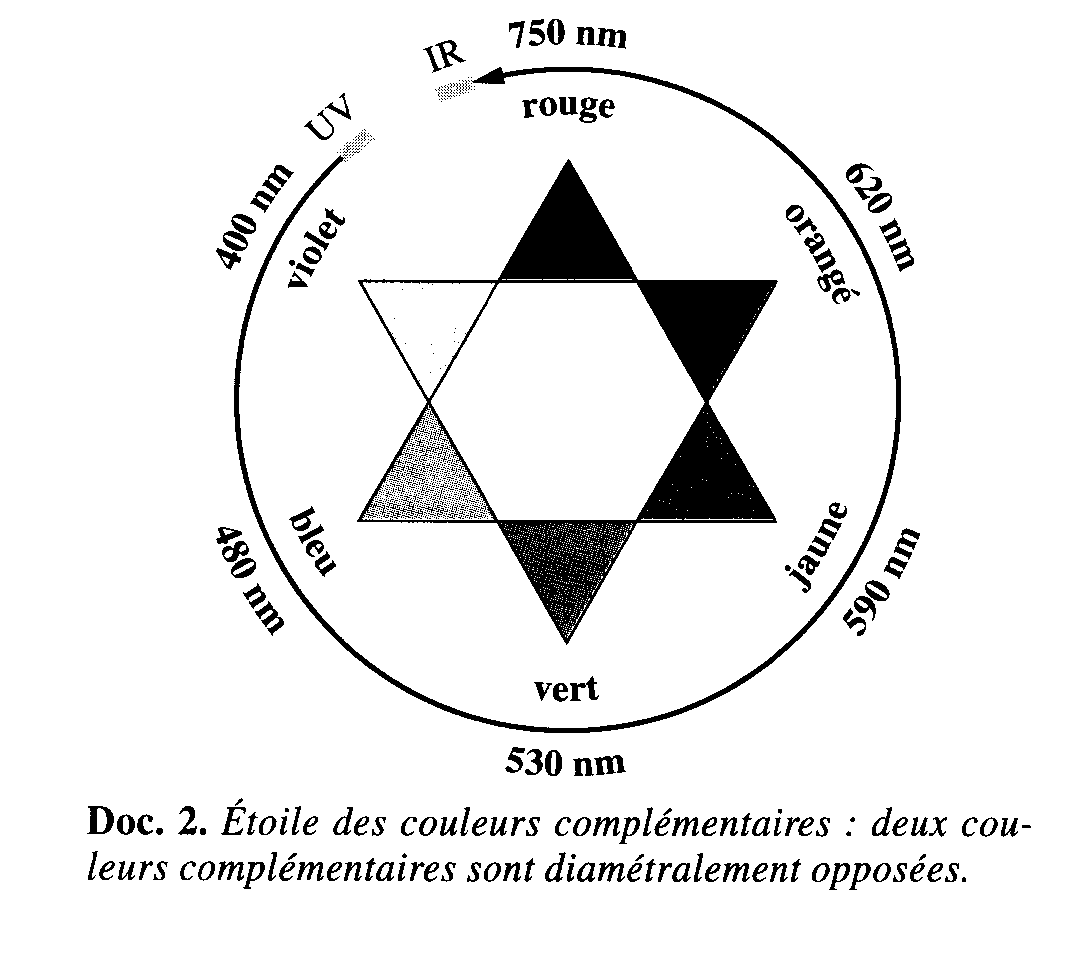 750 nm
IR
rouge
UV
400 nm
violet
620 nm
orangé
bleu
480 nm
jaune
590 nm
vert
530 nm
Doc. 2. Étoile des couleurs complémentaires : deux cou-
leurs complémentaires sont diamétralement opposées.